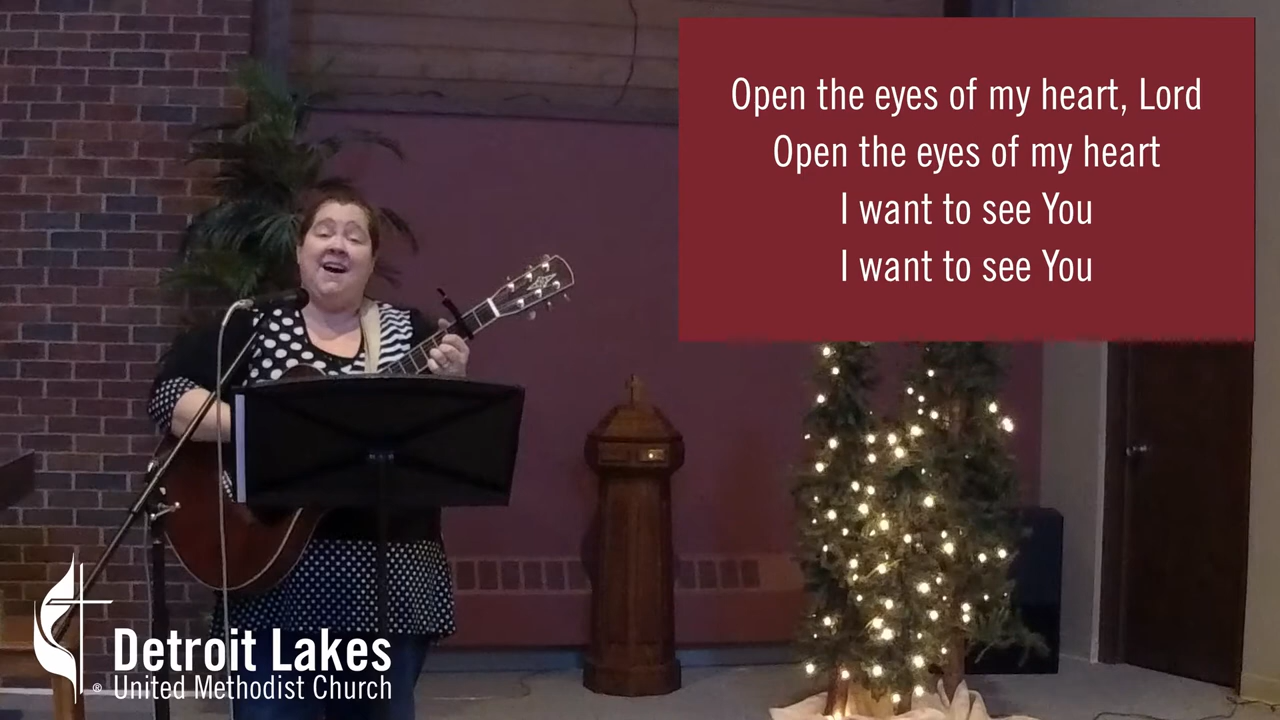 Open the eyes of my heart, Lord
Open the eyes of my heart
I want to see You
I want to see You
Detroit Lakes
® United Methodist Church